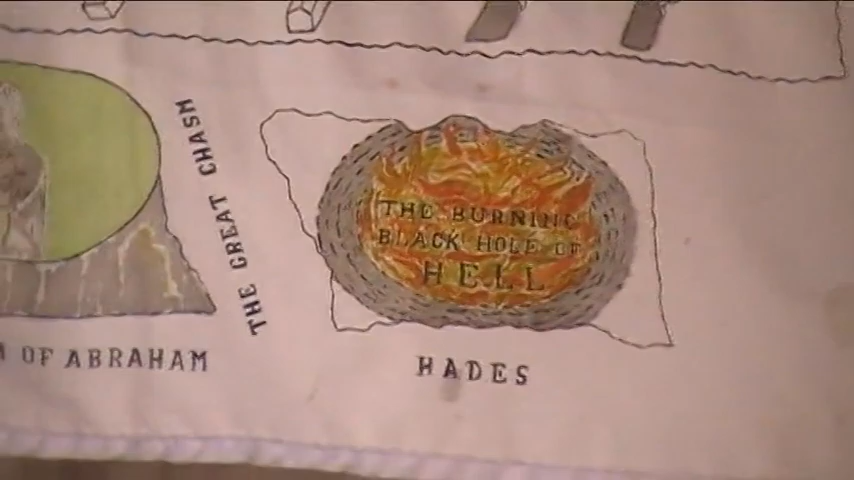 OF ABRAHAM
THE GREAT CHASM
THE BURNING
BLACK HOLE OF
HELL
HADES